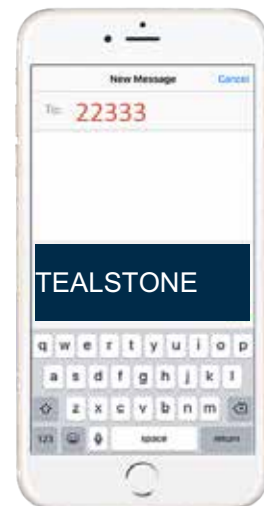 New Message Cancel
To: 22333
TEALSTONE
q w e r t y u i o p
a s d f g h j k l
z x c v b n m
123 space return